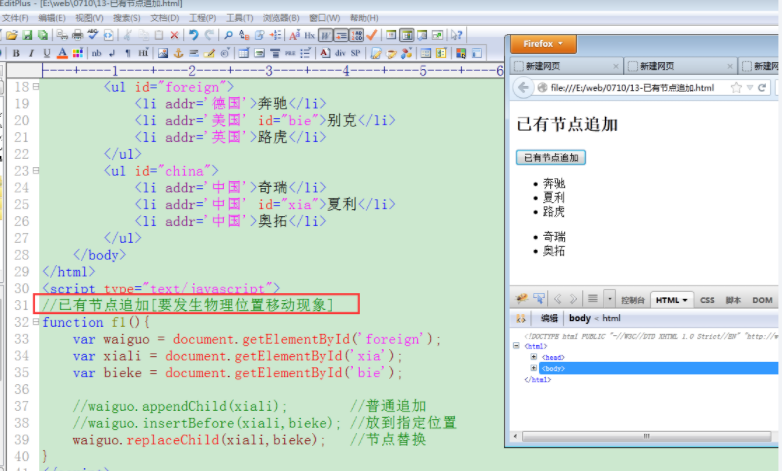 EditPlus - [E:\web\0710\13-已有节点追加.html]
文件(F) 编辑(E) 视图(V) 搜索(S) 文档(D) 工程(P) 工具(T) 浏览器(B) 窗口(W) 帮助(H)
----+----1----+----2----+----3----+----4----+----5----+----6
18 <ul id="foreign">
19 <li addr='德国'>奔驰</li>
20 <li addr='美国' id="bie">别克</li>
21 <li addr='英国'>路虎</li>
22 </ul>
23 <ul id="china">
24 <li addr='中国'>奇瑞</li>
25 <li addr='中国' id="xia">夏利</li>
26 <li addr='中国'>奥拓</li>
27 </ul>
28 </body>
29 </html>
30 <script type="text/javascript">
31 //已有节点追加[要发生物理位置移动现象]
32 function f1(){
33 var waiguo = document.getElementById('foreign');
34 var xiali = document.getElementById('xia');
35 var bieke = document.getElementById('bie');
36
37 //waiguo.appendChild(xiali); //普通追加
38 //waiguo.insertBefore(xiali,bieke); //放到指定位置
39 waiguo.replaceChild(xiali,bieke); //节点替换
40 }
Firefox
新建网页 新建网页 新建网
file:///E:/web/0710/13-已有节点追加.html
已有节点追加
已有节点追加
奔驰
夏利
路虎
奇瑞
奥拓
控制台 HTML CSS 脚本 DOM
编辑 body < html
<!DOCTYPE html PUBLIC "-//W3C//DTD XHTML 1.0 Strict//EN" "http://w
<html>
<head>
<body>
</html>